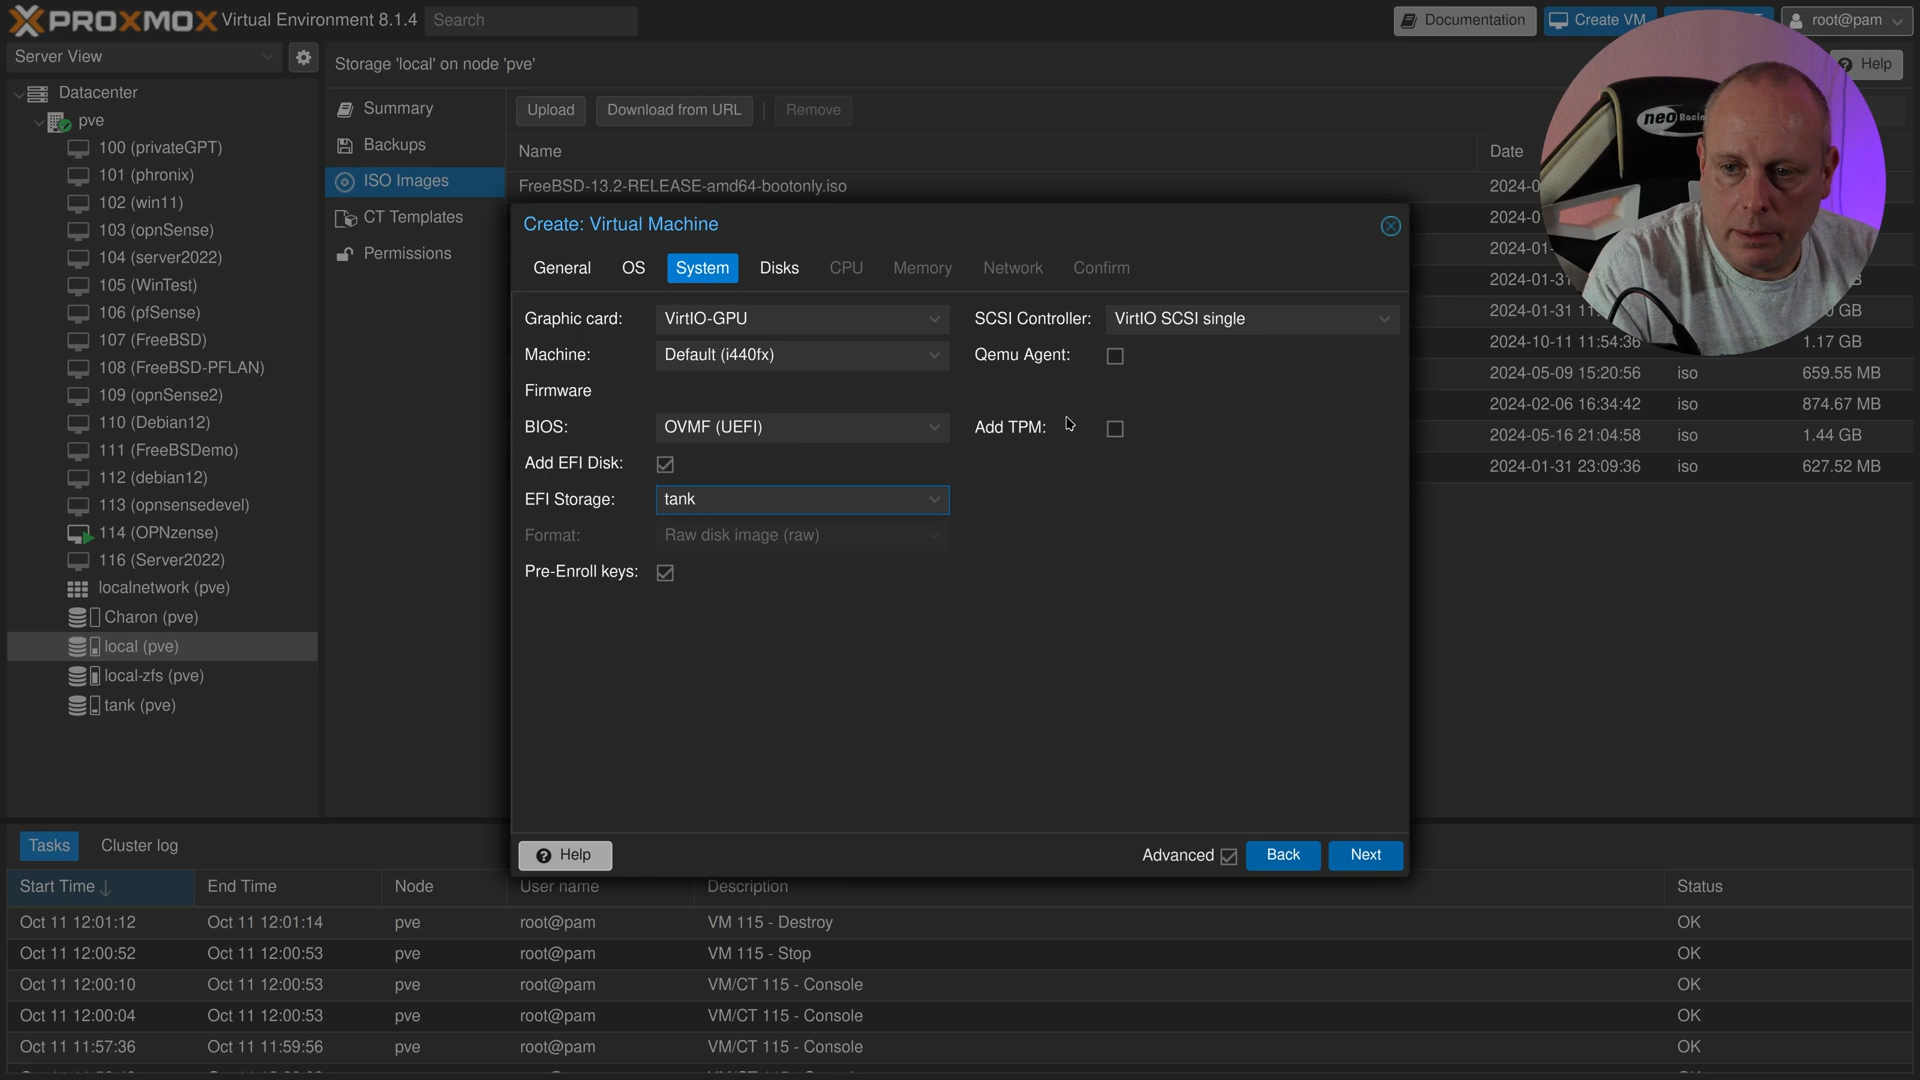 PROXMOX Virtual Environment 8.1.4 Search Documentation Create VM root@pam
Server View
Storage 'local' on node 'pve' Help
Datacenter
pve
100 (privateGPT)
101 (phronix)
102 (win11)
103 (opnSense)
104 (server2022)
105 (WinTest)
106 (pfSense)
107 (FreeBSD)
108 (FreeBSD-PFLAN)
109 (opnSense2)
110 (Debian12)
111 (FreeBSDemo)
112 (debian12)
113 (opnsensedevel)
114 (OPNzense)
116 (Server2022)
localnetwork (pve)
Charon (pve)
local (pve)
local-zfs (pve)
tank (pve)
Summary
Backups
ISO Images
CT Templates
Permissions
Upload Download from URL Remove
Name Date
FreeBSD-13.2-RELEASE-amd64-bootonly.iso
neo Racin
2024-10-11 11:54:36 1.17 GB
2024-05-09 15:20:56 iso 659.55 MB
2024-02-06 16:34:42 iso 874.67 MB
2024-05-16 21:04:58 iso 1.44 GB
2024-01-31 23:09:36 iso 627.52 MB
Create: Virtual Machine
General OS System Disks CPU Memory Network Confirm
Graphic card: VirtIO-GPU SCSI Controller: VirtIO SCSI single
Machine: Default (i440fx) Qemu Agent:
Firmware
BIOS: OVMF (UEFI) Add TPM:
Add EFI Disk:
EFI Storage: tank
Format: Raw disk image (raw)
Pre-Enroll keys:
Help Advanced Back Next
Tasks Cluster log
Start Time End Time Node User name Description Status
Oct 11 12:01:12 Oct 11 12:01:14 pve root@pam VM 115 - Destroy OK
Oct 11 12:00:52 Oct 11 12:00:53 pve root@pam VM 115 - Stop OK
Oct 11 12:00:10 Oct 11 12:00:53 pve root@pam VM/CT 115 - Console OK
Oct 11 12:00:04 Oct 11 12:00:53 pve root@pam VM/CT 115 - Console OK
Oct 11 11:57:36 Oct 11 11:59:56 pve root@pam VM/CT 115 - Console OK